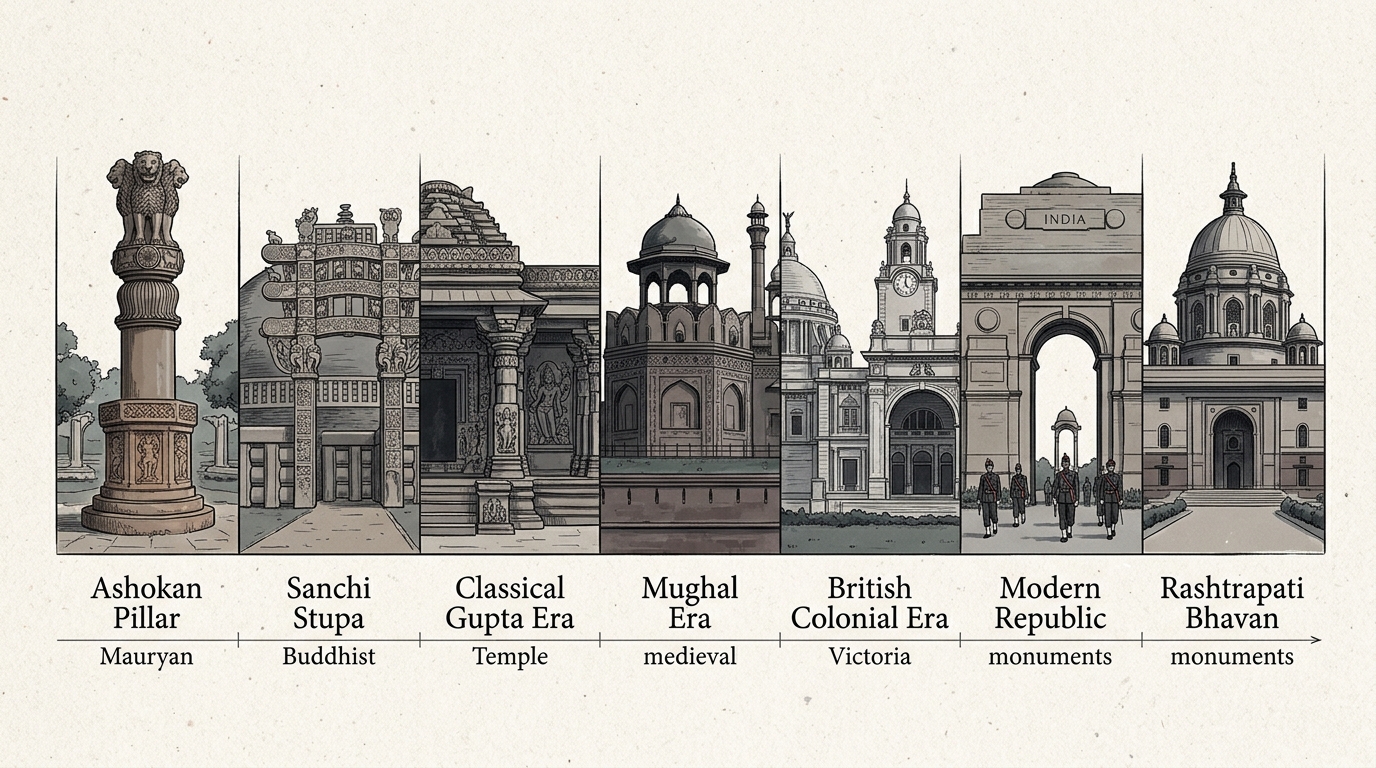 INDIA
Ashokan
Pillar
Sanchi
Stupa
Classical
Gupta Era
Mughal
Era
British
Colonial Era
Modern
Republic
Rashtrapati
Bhavan
Mauryan
Buddhist
Temple
medieval
Victoria
monuments
monuments